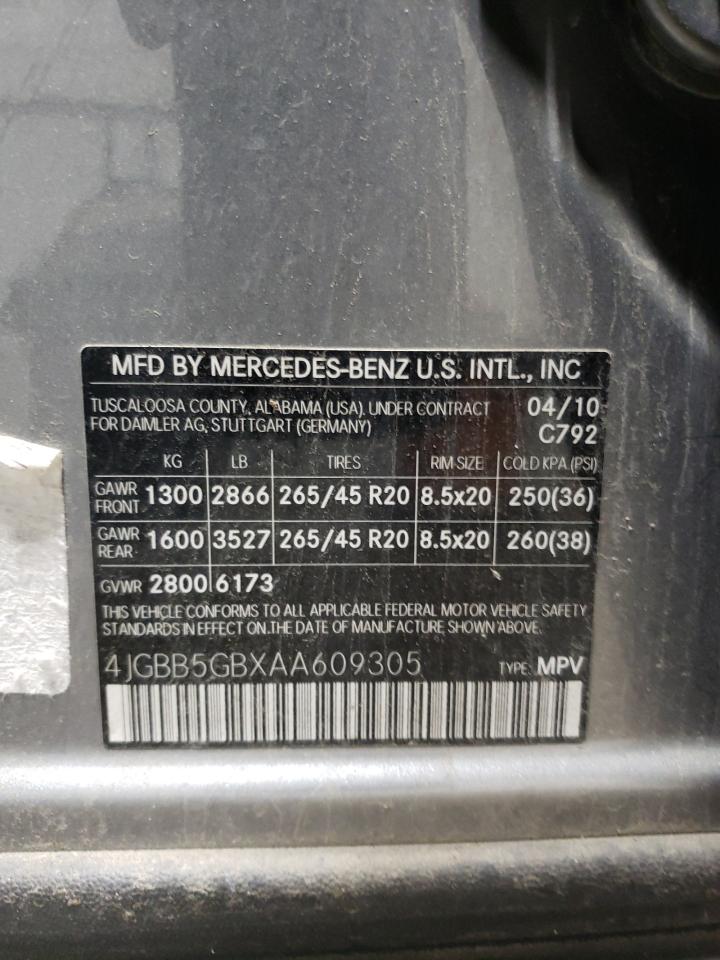 MFD BY MERCEDES-BENZ U.S. INTL., INC
TUSCALOOSA COUNTY, ALABAMA (USA), UNDER CONTRACT 04/10
FOR DAIMLER AG, STUTTGART (GERMANY) C792
KG LB TIRES RIM SIZE COLD KPA (PSI)
GAWR FRONT 1300 2866 265/45 R20 8.5x20 250(36)
GAWR REAR 1600 3527 265/45 R20 8.5x20 260(38)
GVWR 2800 6173
THIS VEHICLE CONFORMS TO ALL APPLICABLE FEDERAL MOTOR VEHICLE SAFETY
STANDARDS IN EFFECT ON.THE DATE OF MANUFACTURE SHOWN ABOVE.
4JGBB5GBXAA609305 TYPE: MPV